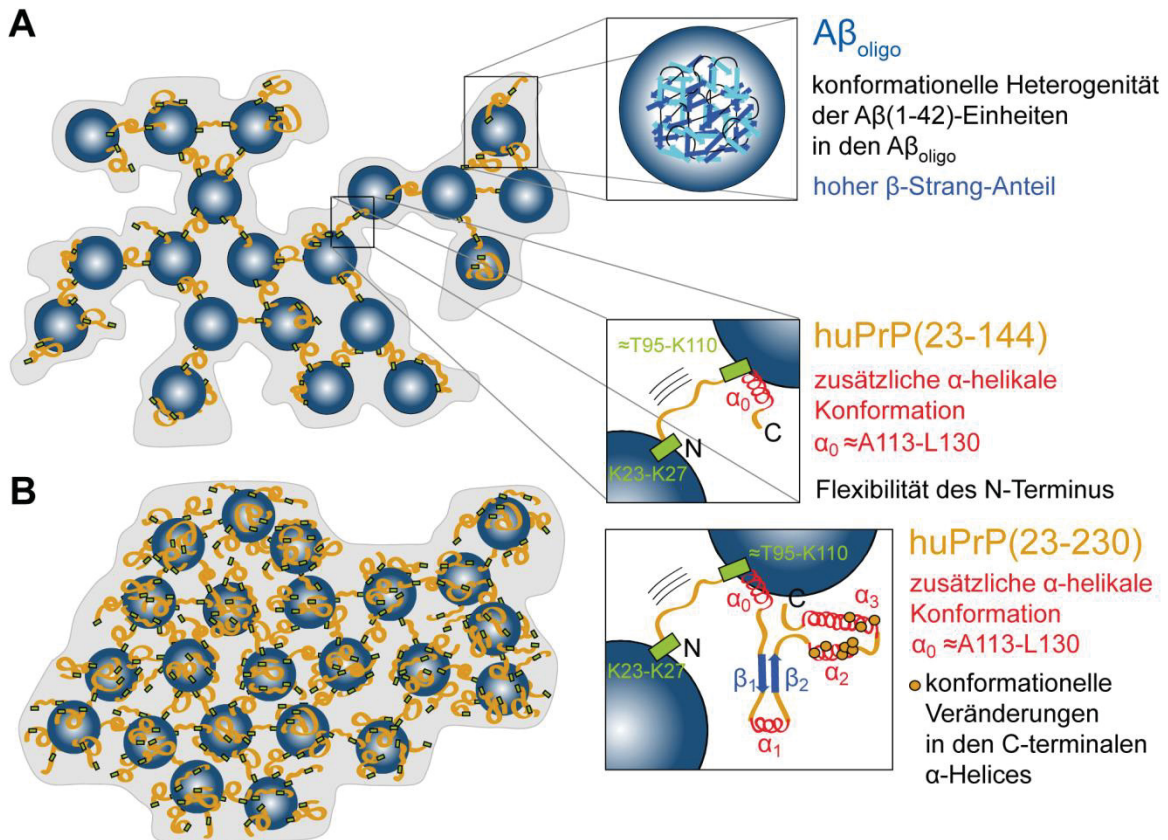 A
Aβoligo
konformationelle Heterogenität
der Aβ(1-42)-Einheiten
in den Aβoligo
hoher β-Strang-Anteil
≈T95-K110
α0
N
C
K23-K27
huPrP(23-144)
zusätzliche α-helikale
Konformation
α0 ≈A113-L130
Flexibilität des N-Terminus
B
≈T95-K110
α0
C
α3
N
K23-K27
β1
β2
α2
α1
huPrP(23-230)
zusätzliche α-helikale
Konformation
α0 ≈A113-L130
konformationelle
Veränderungen
in den C-terminalen
α-Helices